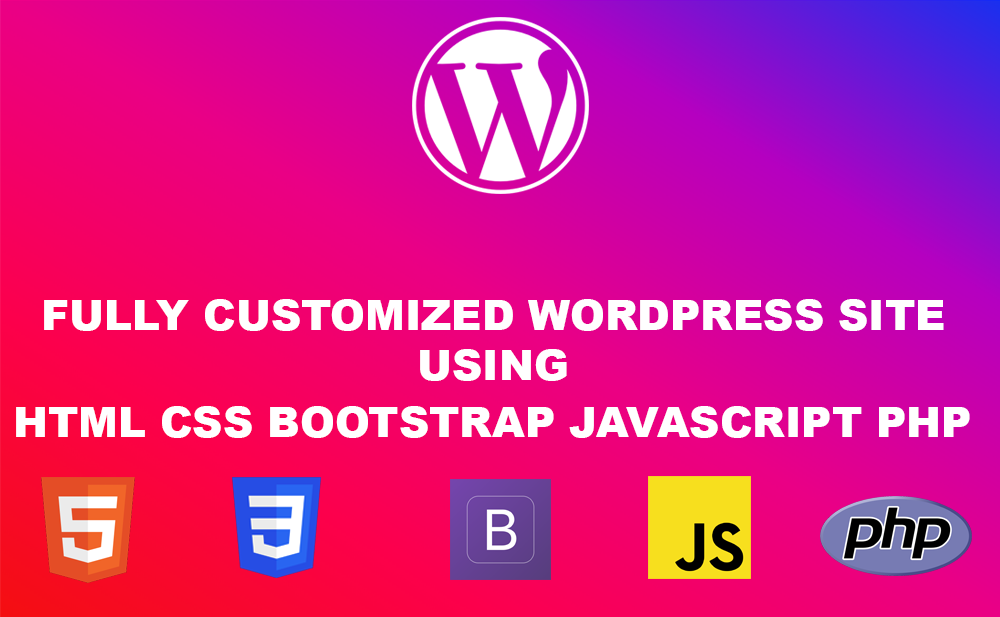 W
FULLY CUSTOMIZED WORDPRESS SITE
USING
HTML CSS BOOTSTRAP JAVASCRIPT PHP
5 3 B JS php